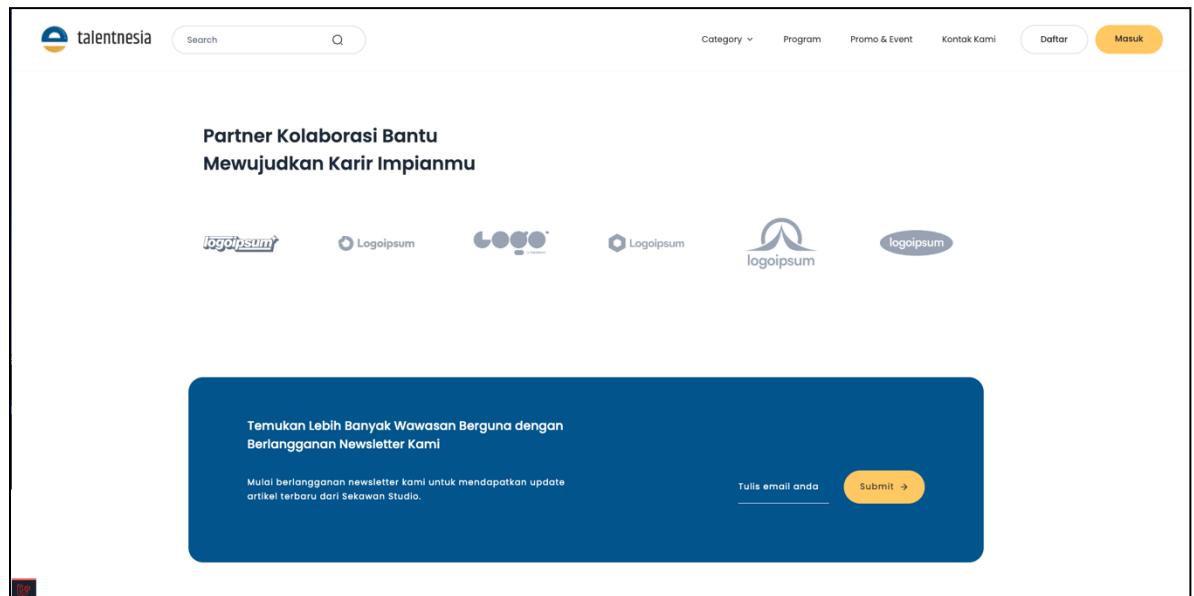 talentnesia
Search
Category
Program
Promo & Event
Kontak Kami
Daftar
Masuk
Partner Kolaborasi Bantu
Mewujudkan Karir Impianmu
logoipsum
Logoipsum
LOGO
Logoipsum
logoipsum
logoipsum
Temukan Lebih Banyak Wawasan Berguna dengan
Berlangganan Newsletter Kami
Mulai berlangganan newsletter kami untuk mendapatkan update
artikel terbaru dari Sekawan Studio.
Tulis email anda
Submit →